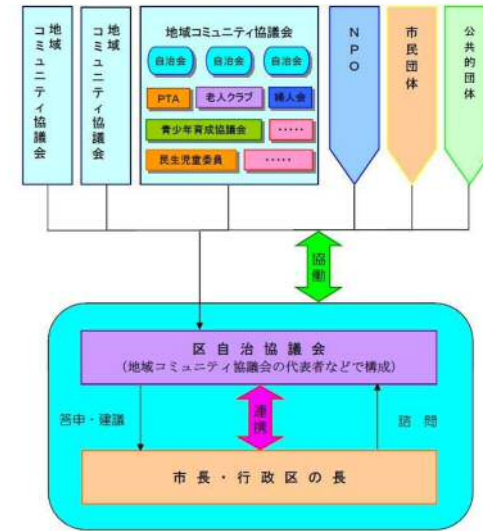 地域
コミュニティ協議会
地域
コミュニティ協議会
地域コミュニティ協議会
自治会
自治会
自治会
PTA
老人クラブ
婦人会
青少年育成協議会
・・・・・
民生児童委員
・・・・・
NPO
市民団体
公共的団体
協働
区自治協議会
(地域コミュニティ協議会の代表者などで構成)
答申・建議
連携
諮問
市長・行政区の長